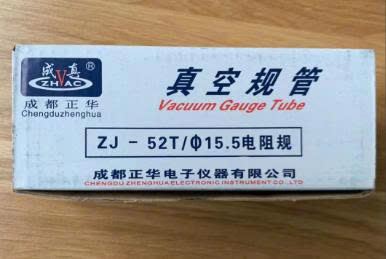 成真®
ZHVAC
成都正华
Chengduzhenghua
真空规管
Vacuum Gauge Tube
ZJ - 52T/Φ15.5电阻规
成都正华电子仪器有限公司
CHENGDU ZHENGHUA ELECTRONIC INSTRUMENT CO.,LTD